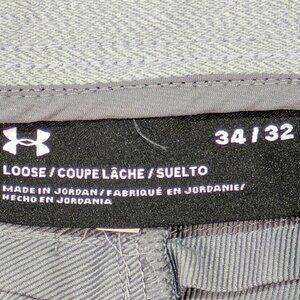 34/32
LOOSE/COUPE LÂCHE/SUELTO
MADE IN JORDAN/FABRIQUÉ EN JORDANIE/
HECHO EN JORDANIA